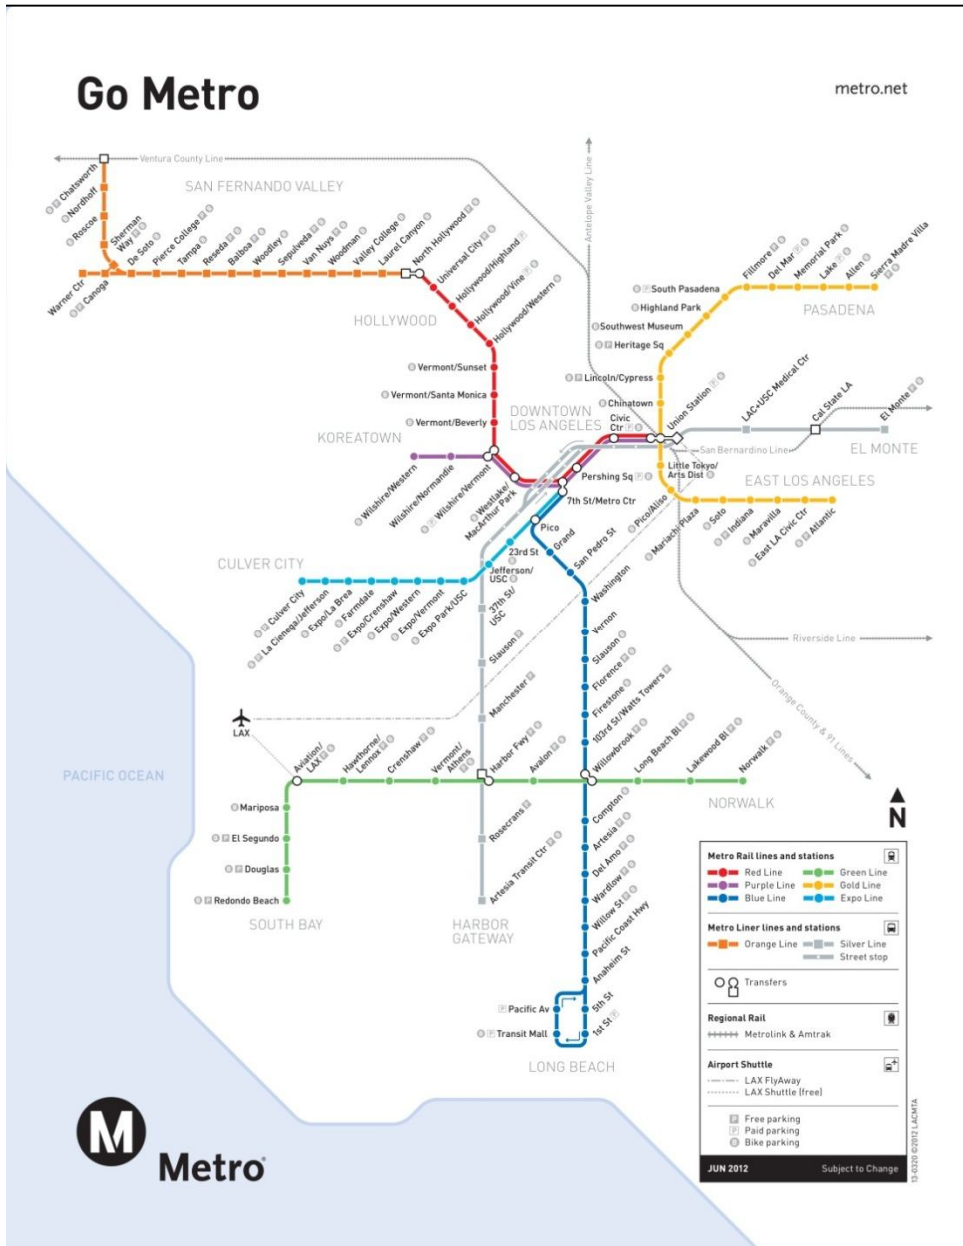 Go Metro
metro.net
Ventura County Line
Antelope Valley Line
SAN FERNANDO VALLEY
Chatsworth
Nordhoff
Roscoe
Sherman
Way
Warner Ctr
Canoga
De Soto
Pierce College
Tampa
Reseda
Balboa
Woodley
Sepulveda
Van Nuys
Woodman
Valley College
Laurel Canyon
North Hollywood
Universal City
Hollywood/Highland
Hollywood/Vine
Hollywood/Western
HOLLYWOOD
Vermont/Sunset
Vermont/Santa Monica
Vermont/Beverly
KOREATOWN
Wilshire/Western
Wilshire/Normandie
Wilshire/Vermont
Westlake/
MacArthur Park
DOWNTOWN
LOS ANGELES
Civic
Ctr
Pershing Sq
7th St/Metro Ctr
Union Station
Fillmore
Del Mar
Memorial Park
Lake
Allen
Sierra Madre Villa
PASADENA
South Pasadena
Highland Park
Southwest Museum
Heritage Sq
Lincoln/Cypress
Chinatown
LAC+USC Medical Ctr
Cal State LA
El Monte
San Bernardino Line
EL MONTE
Little Tokyo/
Arts Dist
EAST LOS ANGELES
Pico/Aliso
Mariachi Plaza
Soto
Indiana
Maravilla
East LA Civic Ctr
Atlantic
Pico
Grand
San Pedro St
Washington
Vernon
Slauson
Florence
Firestone
103rd St/Watts Towers
Willowbrook
CULVER CITY
Culver City
La Cienega/Jefferson
Expo/La Brea
Farmdale
Expo/Crenshaw
Expo/Western
Expo/Vermont
Expo Park/USC
23rd St
Jefferson/
USC
37th St/
USC
Slauson
Manchester
Riverside Line
Orange County & 91 Lines
LAX
PACIFIC OCEAN
Aviation/
LAX
Hawthorne/
Lennox
Crenshaw
Vermont/
Athens
Harbor Fwy
Avalon
Long Beach Bl
Lakewood Bl
Norwalk
NORWALK
Mariposa
El Segundo
Douglas
Redondo Beach
SOUTH BAY
Rosecrans
Artesia Transit Ctr
HARBOR
GATEWAY
Compton
Artesia
Del Amo
Wardlow
Willow St
Pacific Coast Hwy
Anaheim St
5th St
1st St
Pacific Av
Transit Mall
LONG BEACH
N
Metro Rail lines and stations
Red Line
Green Line
Purple Line
Gold Line
Blue Line
Expo Line
Metro Liner lines and stations
Orange Line
Silver Line
Street stop
Transfers
Regional Rail
Metrolink & Amtrak
Airport Shuttle
LAX FlyAway
LAX Shuttle (free)
P Free parking
P Paid parking
B Bike parking
JUN 2012
Subject to Change
13-0320 ©2012 LACMTA
M
Metro